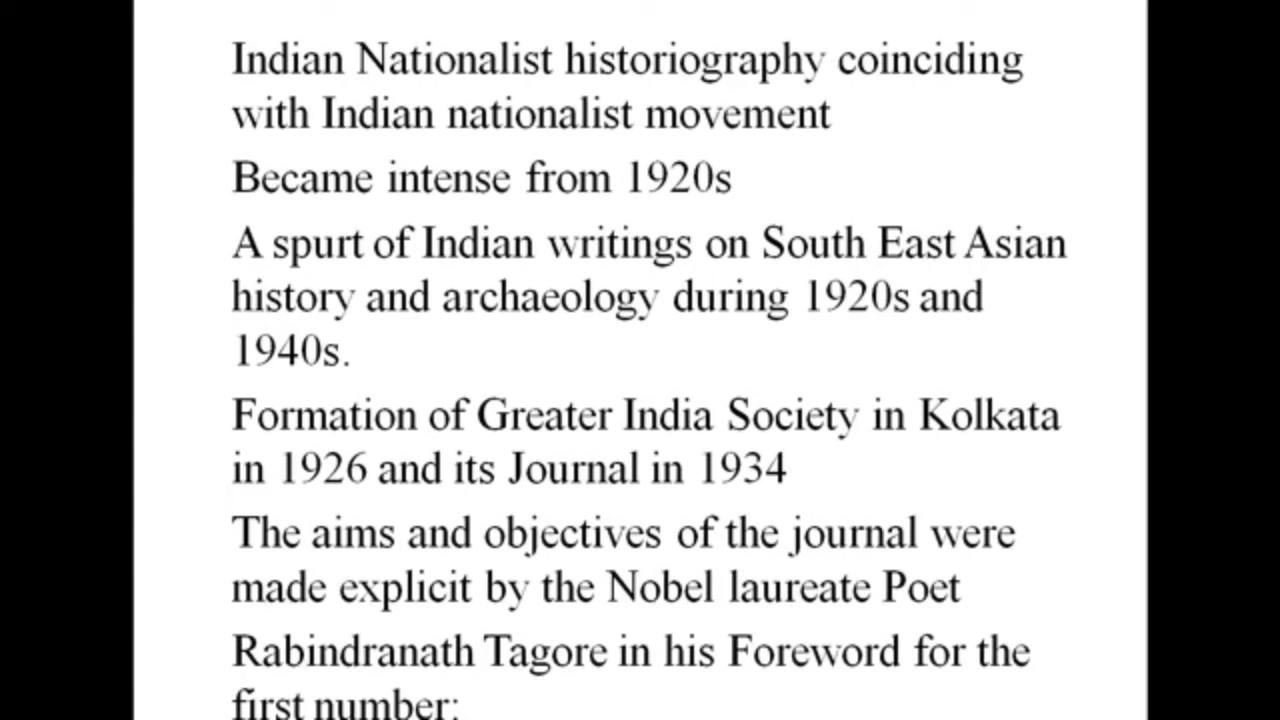 Indian Nationalist historiography coinciding
with Indian nationalist movement
Became intense from 1920s
A spurt of Indian writings on South East Asian
history and archaeology during 1920s and
1940s.
Formation of Greater India Society in Kolkata
in 1926 and its Journal in 1934
The aims and objectives of the journal were
made explicit by the Nobel laureate Poet
Rabindranath Tagore in his Foreword for the
first number: